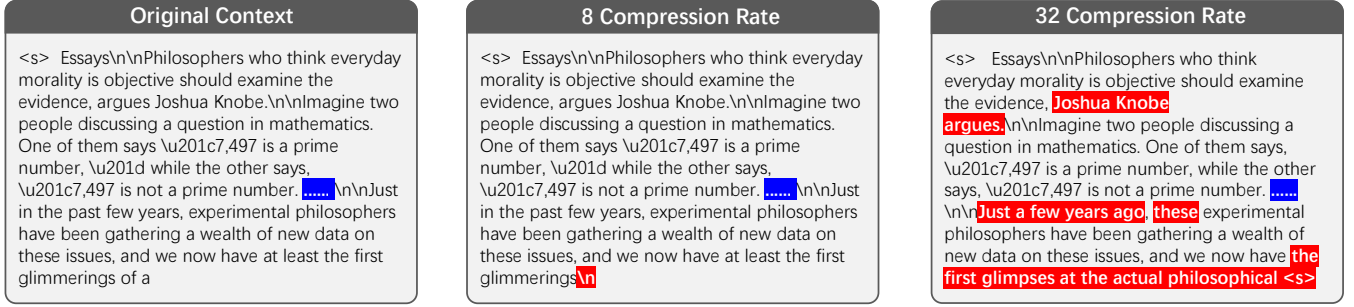 Original Context
<s>  Essays\n\nPhilosophers who think everyday
morality is objective should examine the
evidence, argues Joshua Knobe.\n\nImagine two
people discussing a question in mathematics.
One of them says \u201c7,497 is a prime
number, \u201d while the other says,
\u201c7,497 is not a prime number. ...... \n\nJust
in the past few years, experimental philosophers
have been gathering a wealth of new data on
these issues, and we now have at least the first
glimmerings of a
8 Compression Rate
<s>  Essays\n\nPhilosophers who think everyday
morality is objective should examine the
evidence, argues Joshua Knobe.\n\nImagine two
people discussing a question in mathematics.
One of them says \u201c7,497 is a prime
number, \u201d while the other says,
\u201c7,497 is not a prime number. ...... \n\nJust
in the past few years, experimental philosophers
have been gathering a wealth of new data on
these issues, and we now have at least the first
glimmerings\n
32 Compression Rate
<s>   Essays\n\nPhilosophers who think
everyday morality is objective should examine
the evidence, Joshua Knobe
argues.\n\nImagine two people discussing a
question in mathematics. One of them says,
\u201c7,497 is a prime number, while the other
says, \u201c7,497 is not a prime number. ......
\n\nJust a few years ago, these experimental
philosophers have been gathering a wealth of
new data on these issues, and we now have the
first glimpses at the actual philosophical <s>